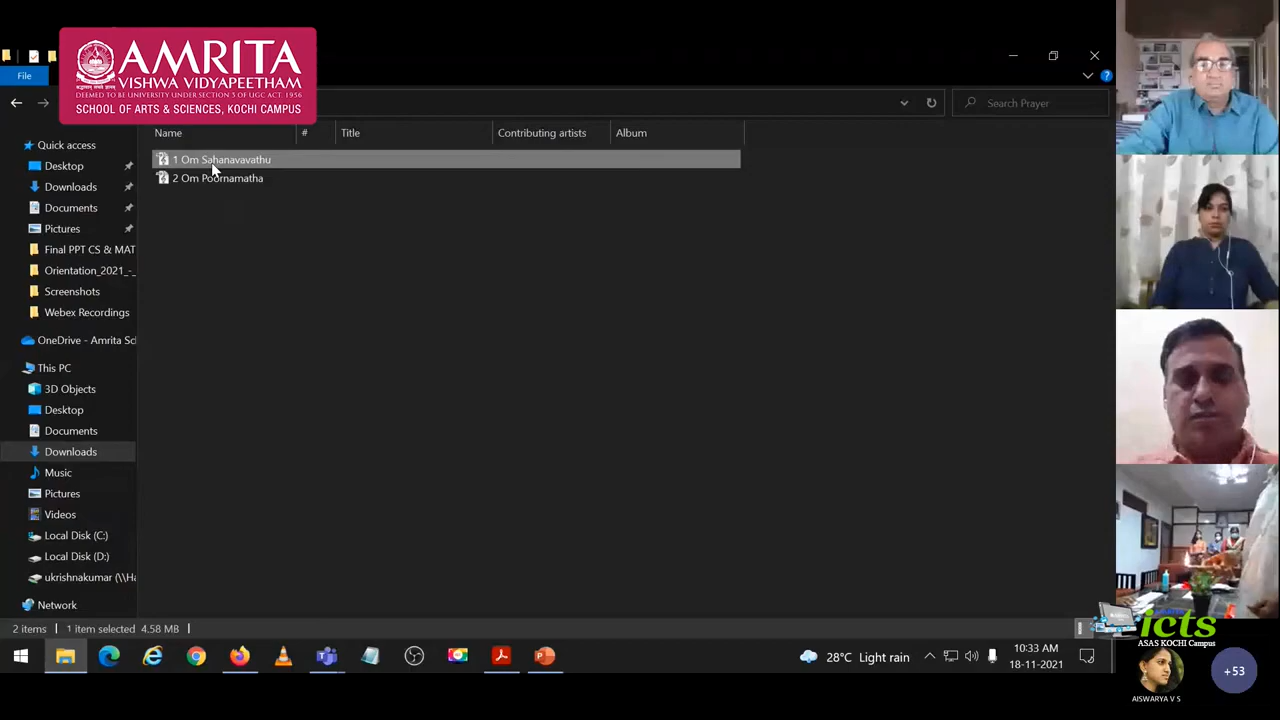 AMRITA
VISHWA VIDYAPEETHAM
DEEMED TO BE UNIVERSITY UNDER SECTION 3 OF UGC ACT. 1956
SCHOOL OF ARTS & SCIENCES, KOCHI CAMPUS
File
Search Prayer
Name
#
Title
Contributing artists
Album
1 Om Sahanavavathu
2 Om Poornamatha
Quick access
Desktop
Downloads
Documents
Pictures
Final PPT CS & MAT
Orientation_2021_-_
Screenshots
Webex Recordings
OneDrive - Amrita Sc
This PC
3D Objects
Desktop
Documents
Downloads
Music
Pictures
Videos
Local Disk (C:)
Local Disk (D:)
ukrishnakumar (\\Ha
Network
2 items
1 item selected 4.58 MB
28°C Light rain
10:33 AM
18-11-2021
icts
ASAS KOCHI Campus
AISWARYA V S
+53